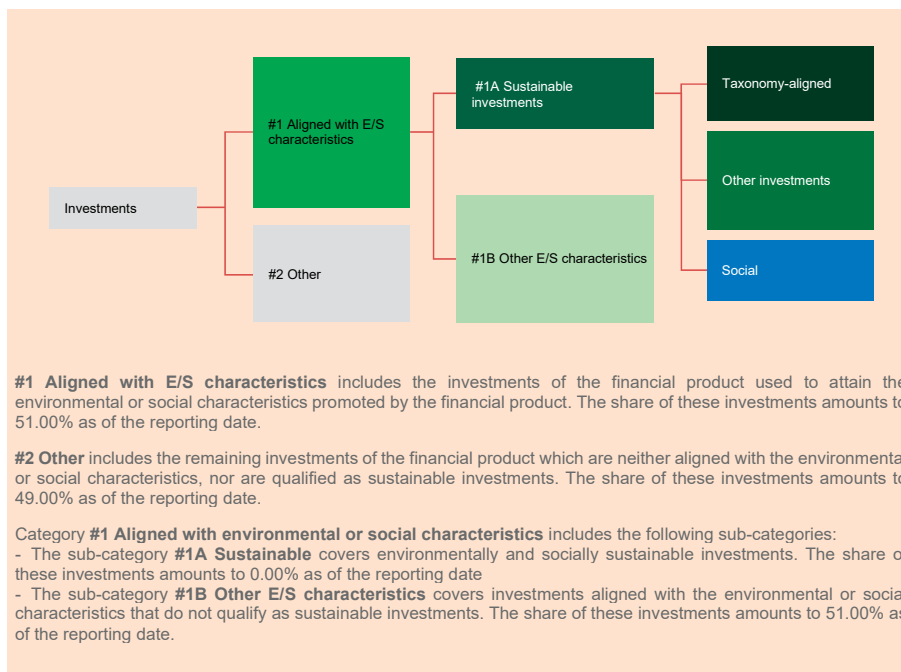 Investments
#1 Aligned with E/S
characteristics
#2 Other
#1A Sustainable
investments
#1B Other E/S characteristics
Taxonomy-aligned
Other investments
Social
#1 Aligned with E/S characteristics includes the investments of the financial product used to attain the
environmental or social characteristics promoted by the financial product. The share of these investments amounts to
51.00% as of the reporting date.
#2 Other includes the remaining investments of the financial product which are neither aligned with the environmenta
or social characteristics, nor are qualified as sustainable investments. The share of these investments amounts to
49.00% as of the reporting date.
Category #1 Aligned with environmental or social characteristics includes the following sub-categories:
- The sub-category #1A Sustainable covers environmentally and socially sustainable investments. The share o
these investments amounts to 0.00% as of the reporting date
- The sub-category #1B Other E/S characteristics covers investments aligned with the environmental or socia
characteristics that do not qualify as sustainable investments. The share of these investments amounts to 51.00% as
of the reporting date.